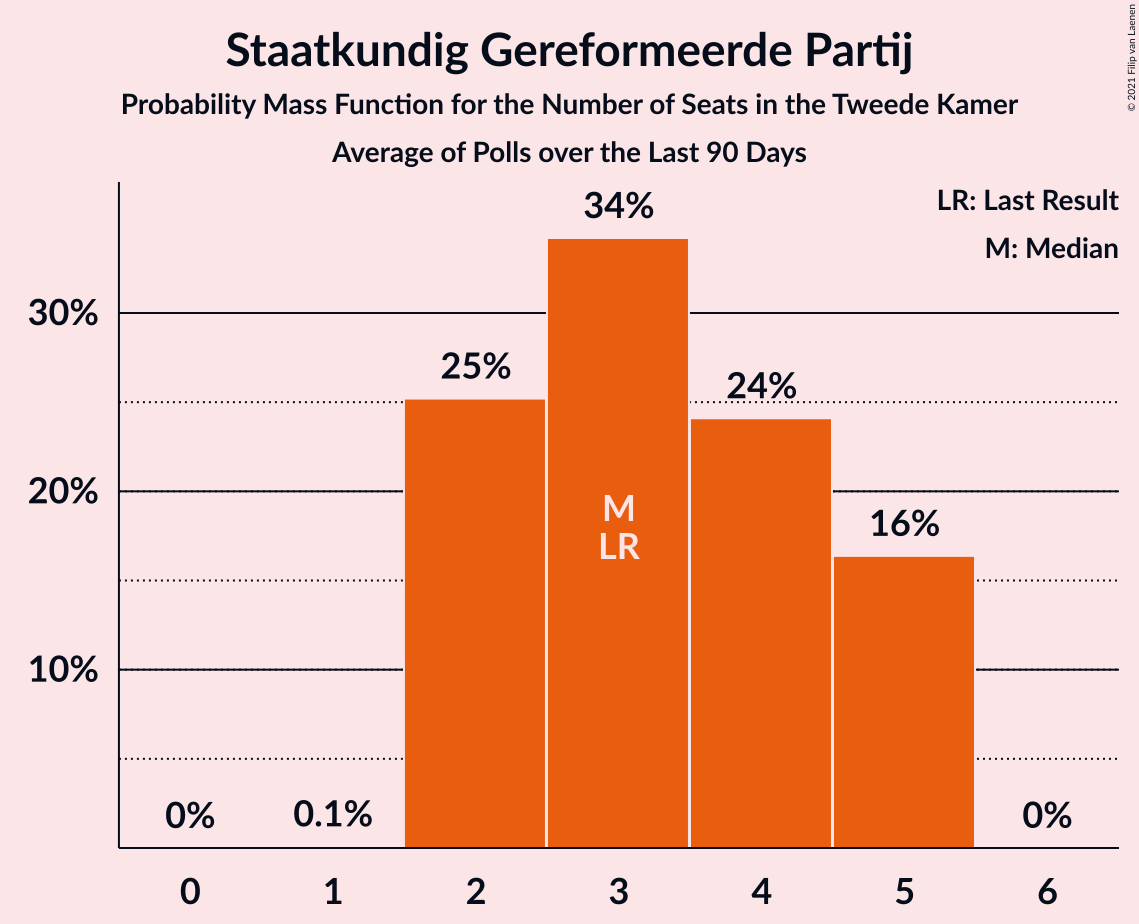 Staatkundig Gereformeerde Partij
Probability Mass Function for the Number of Seats in the Tweede Kamer
Average of Polls over the Last 90 Days
© 2021 Filip van Laenen
LR: Last Result
M: Median
34%
30%
25%
24%
20%
16%
M
LR
10%
0%
0.1%
0%
0 1 2 3 4 5 6